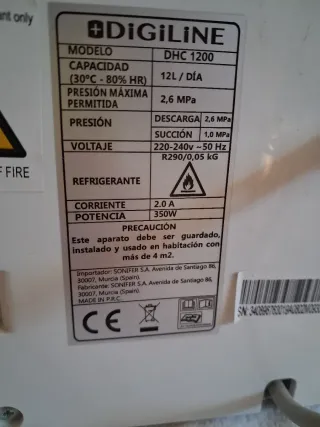 nt only
OF FIRE
+DiGiLiNE
MODELO DHC 1200
CAPACIDAD (30°C - 80% HR) 12L / DÍA
PRESIÓN MÁXIMA PERMITIDA 2,6 MPa
PRESIÓN DESCARGA 2,6 MPa
SUCCIÓN 1,0 MPa
VOLTAJE 220-240v ~50 Hz
REFRIGERANTE R290/0,05 kG
CORRIENTE 2.0 A
POTENCIA 350W
PRECAUCIÓN
Este aparato debe ser guardado,
instalado y usado en habitación con
más de 4 m2.
Importador: SONIFER S.A. Avenida de Santiago 86,
30007, Murcia (Spain).
Fabricante: SONIFER S.A. Avenida de Santiago 86,
30007, Murcia (Spain).
MADE IN P.R.C.
CE